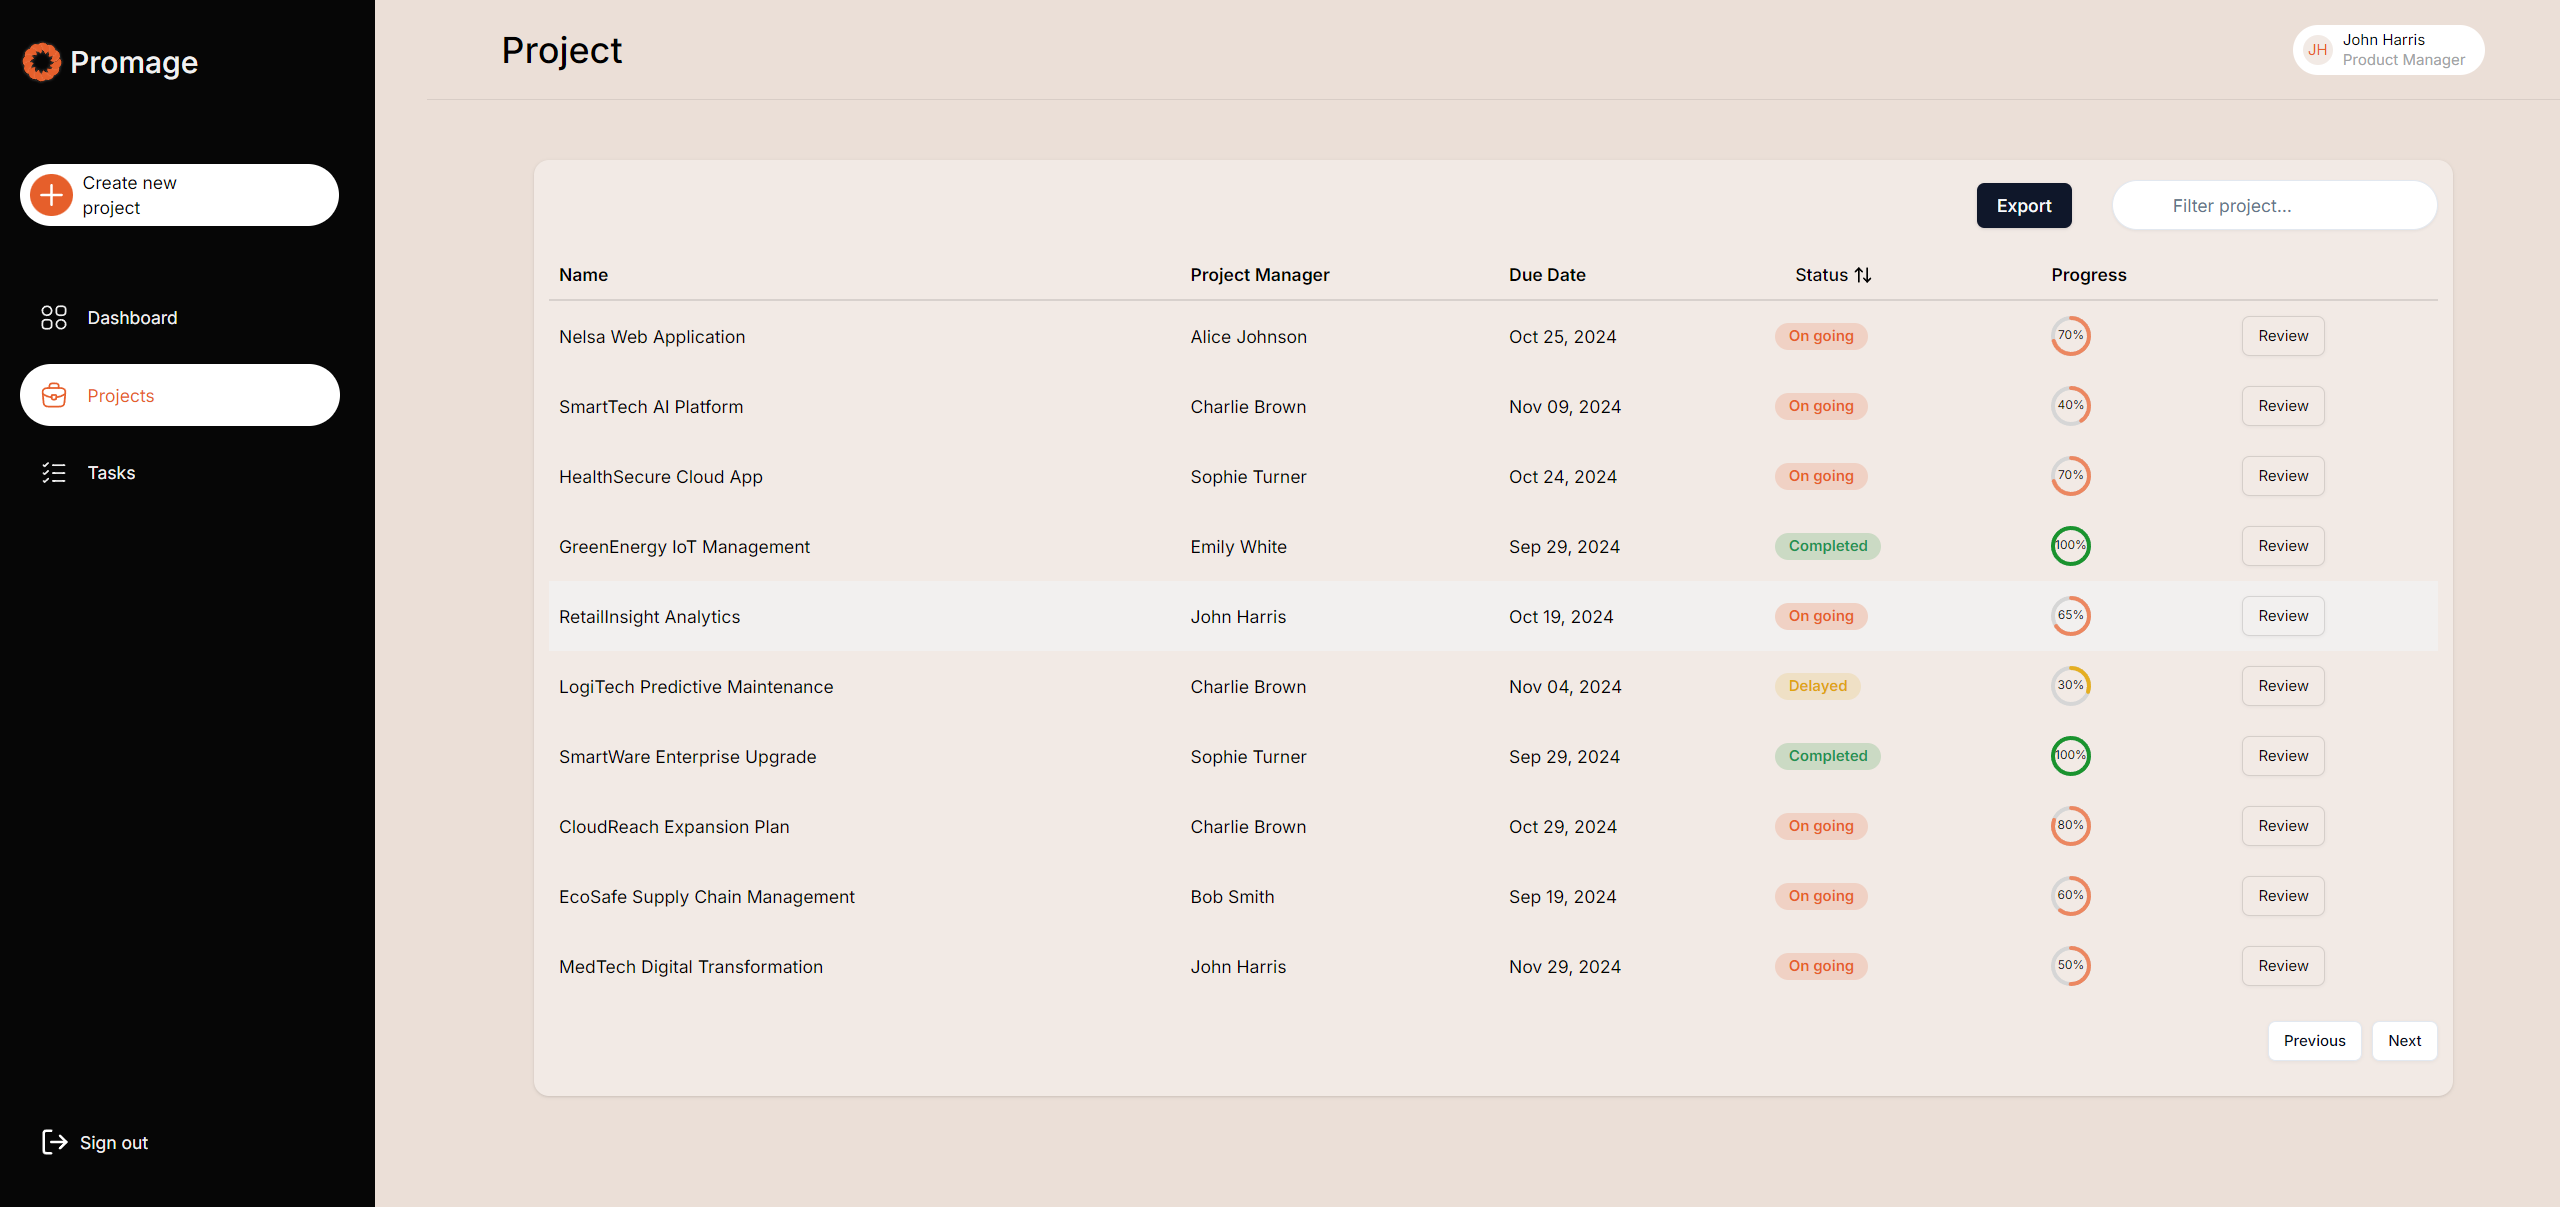 Promage
Create new
project
Dashboard
Projects
Tasks
Sign out
Project
JH
John Harris
Product Manager
Export
Filter project...
Name Project Manager Due Date Status Progress
Nelsa Web Application Alice Johnson Oct 25, 2024 On going 70% Review
SmartTech AI Platform Charlie Brown Nov 09, 2024 On going 40% Review
HealthSecure Cloud App Sophie Turner Oct 24, 2024 On going 70% Review
GreenEnergy IoT Management Emily White Sep 29, 2024 Completed 100% Review
RetailInsight Analytics John Harris Oct 19, 2024 On going 65% Review
LogiTech Predictive Maintenance Charlie Brown Nov 04, 2024 Delayed 30% Review
SmartWare Enterprise Upgrade Sophie Turner Sep 29, 2024 Completed 100% Review
CloudReach Expansion Plan Charlie Brown Oct 29, 2024 On going 80% Review
EcoSafe Supply Chain Management Bob Smith Sep 19, 2024 On going 60% Review
MedTech Digital Transformation John Harris Nov 29, 2024 On going 50% Review
Previous Next